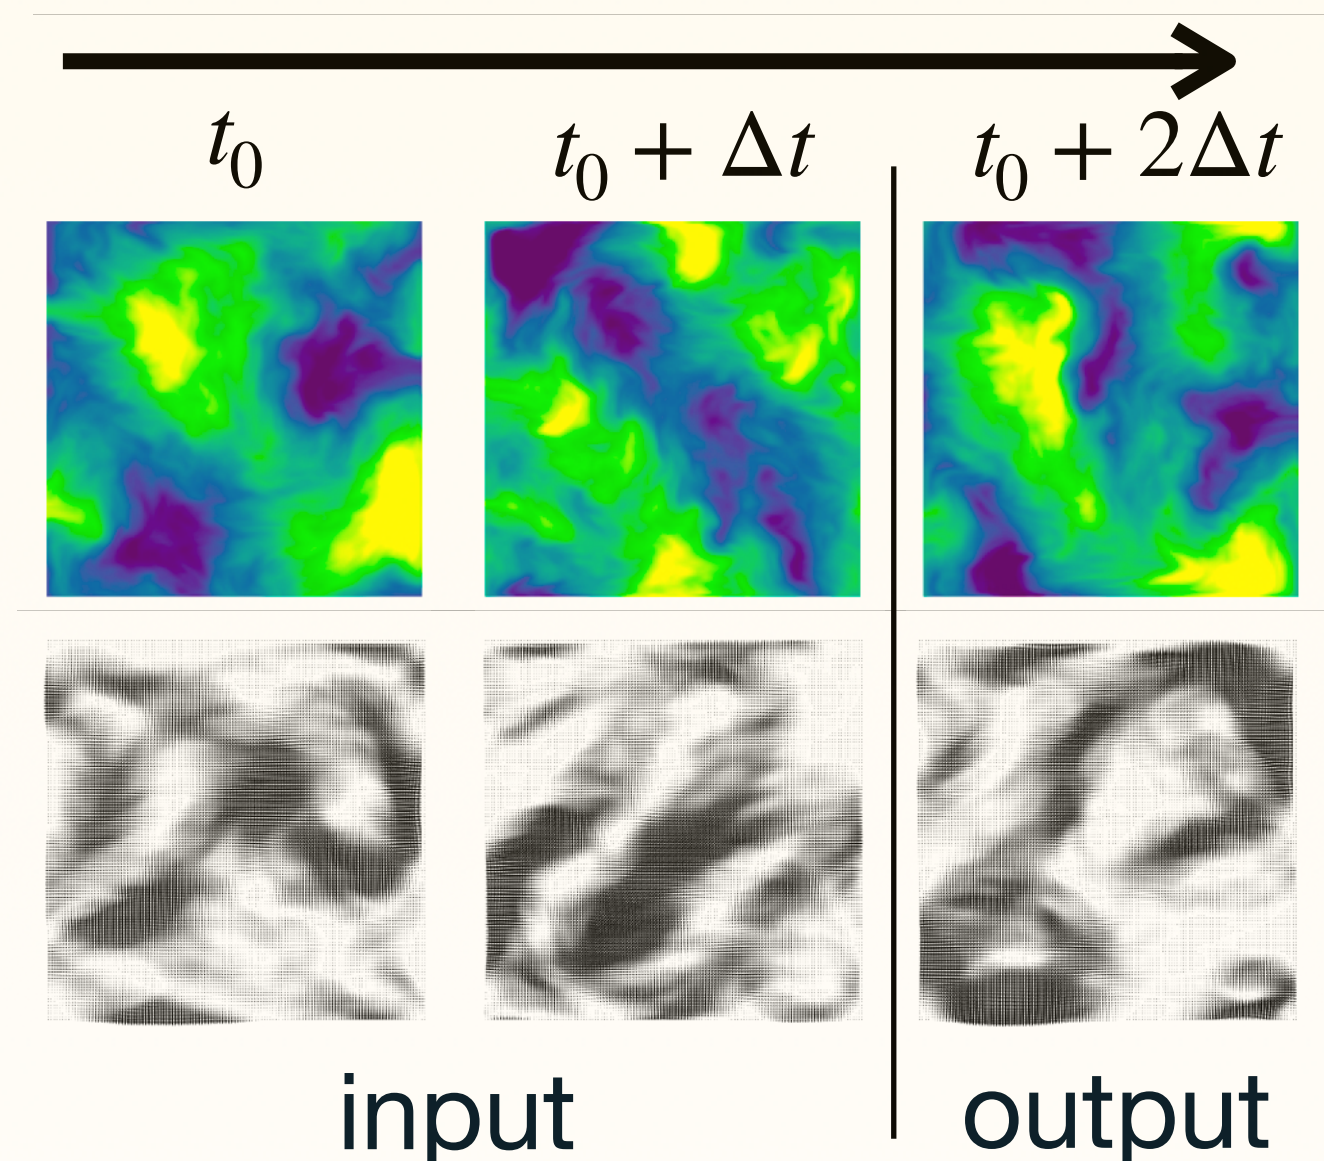 t₀ t₀ + Δt t₀ + 2Δt
input output